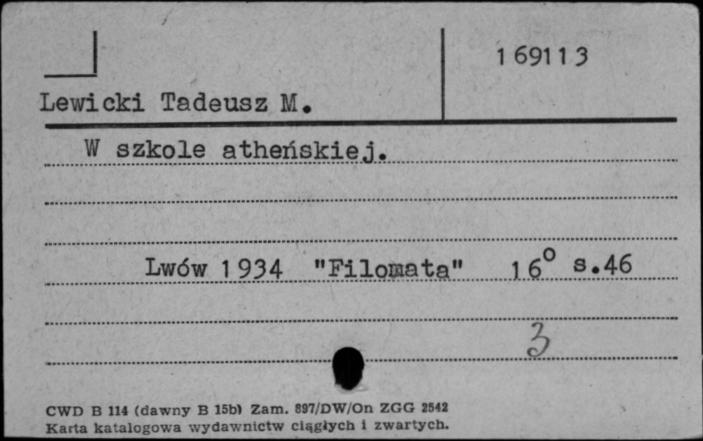 169113
Lewicki Tadeusz M.
W szkole atheńskiej.
Lwów 1934 "Filomata" 16° s.46
3
CWD B 114 (dawny B 15b) Zam. 897/DW/On ZGG 2542
Karta katalogowa wydawnictw ciągłych i zwartych.